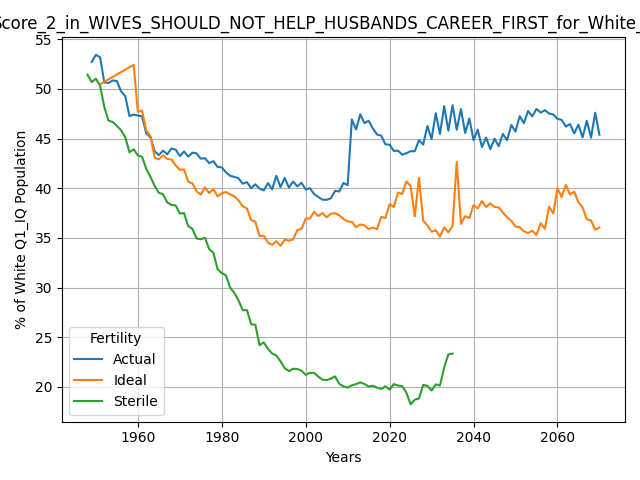 Score_2_in_WIVES_SHOULD_NOT_HELP_HUSBANDS_CAREER_FIRST_for_White_
55
50
45
40
35
30
25
20
% of White Q1_IQ Population
Fertility
Actual
Ideal
Sterile
1960
1980
2000
2020
2040
2060
Years